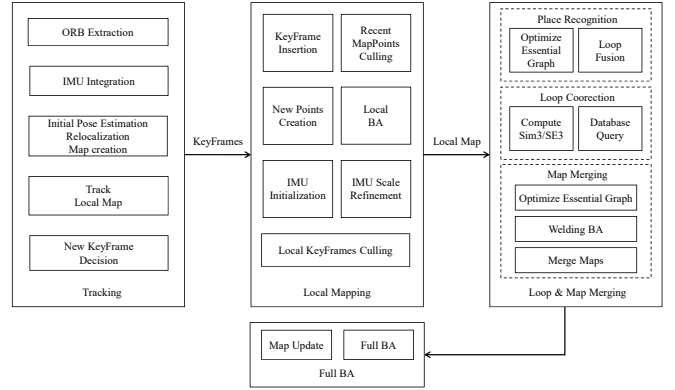 ORB Extraction
IMU Integration
Initial Pose Estimation
Relocalization
Map creation
Track
Local Map
New KeyFrame
Decision
Tracking
KeyFrames
KeyFrame
Insertion
Recent
MapPoints
Culling
New Points
Creation
Local
BA
IMU
Initialization
IMU Scale
Refinement
Local KeyFrames Culling
Local Mapping
Local Map
Place Recognition
Optimize
Essential
Graph
Loop
Fusion
Loop Coorection
Compute
Sim3/SE3
Database
Query
Map Merging
Optimize Essential Graph
Welding BA
Merge Maps
Loop & Map Merging
Map Update
Full BA
Full BA